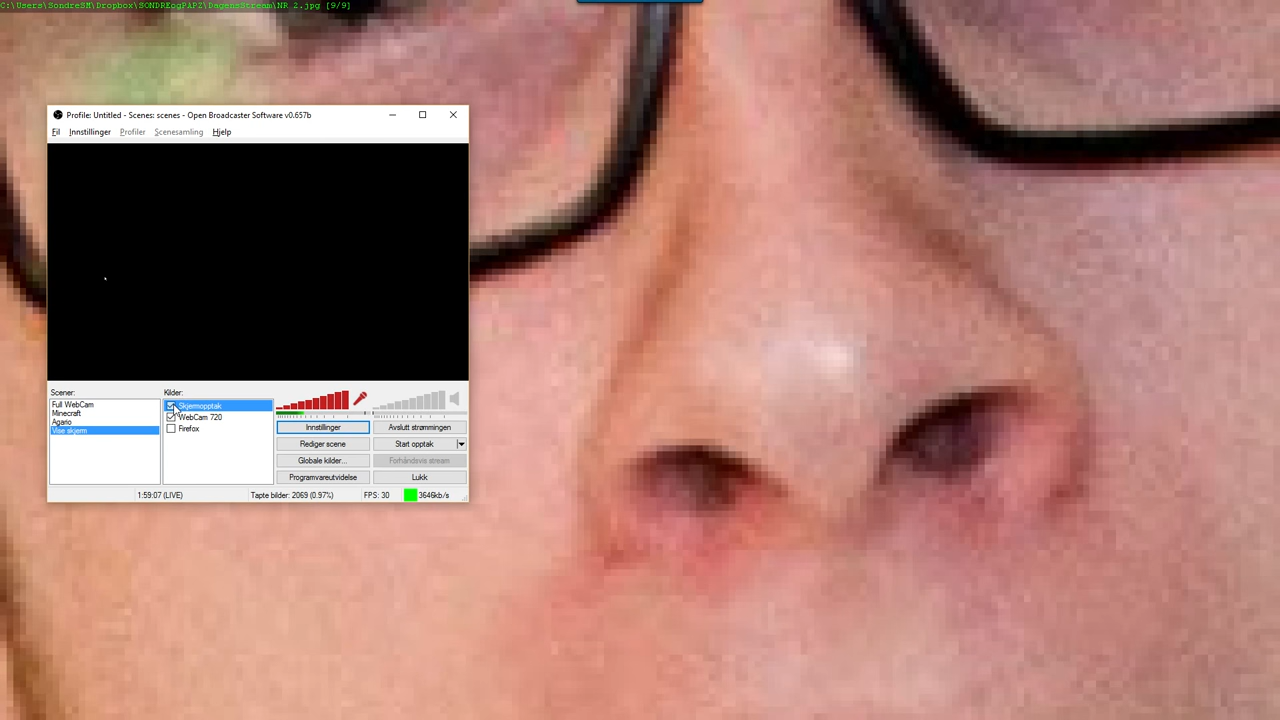 C:\Users\SondreSM\Dropbox\SONDREogPAPZ\DagensStream\NR 2.jpg [9/9]
Profile: Untitled - Scenes: scenes - Open Broadcaster Software v0.657b
Fil Innstillinger Profiler Scenesamling Hjelp
Scener: Kilder:
Full WebCam
Minecraft
Agario
Vise skjerm
Skjermopptak
WebCam 720
Firefox
Innstillinger Avslutt strømmingen
Rediger scene Start opptak
Globale kilder... Forhåndsvis stream
Programvareutvidelse Lukk
1:59:07 (LIVE) Tapte bilder: 2069 (0.97%) FPS: 30 3646kb/s